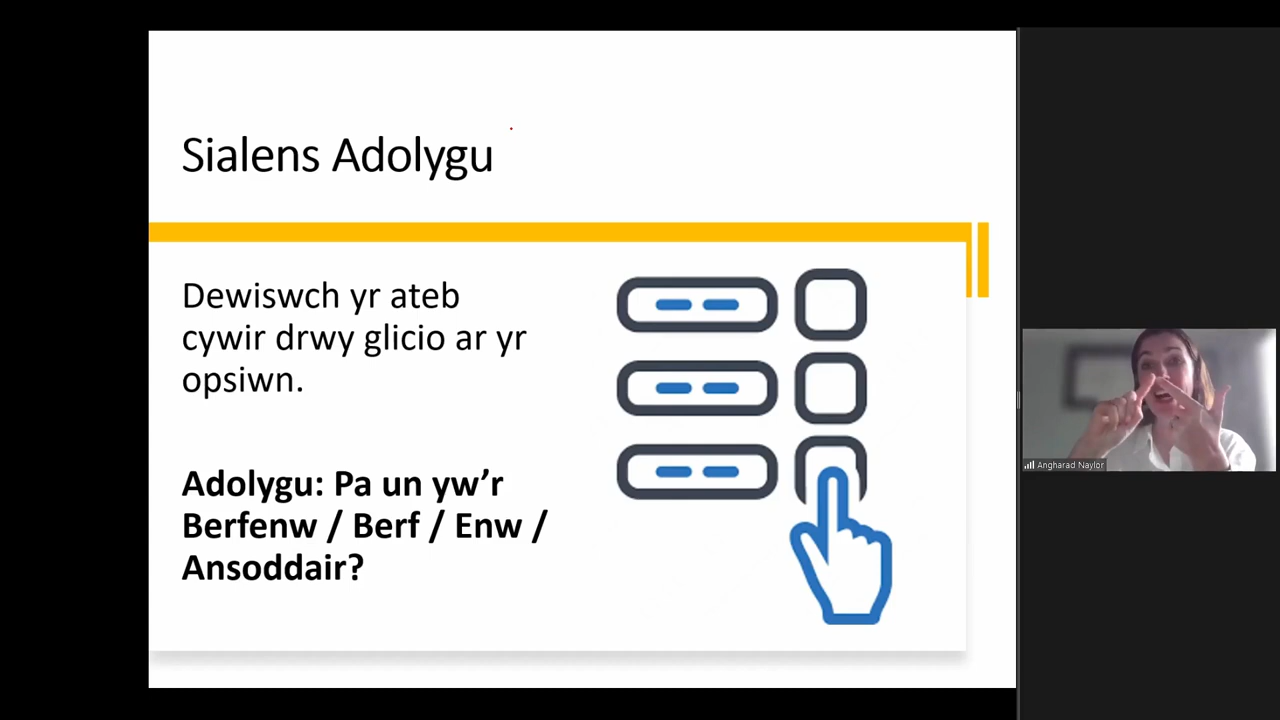 Sialens Adolygu
Dewiswch yr ateb
cywir drwy glicio ar yr
opsiwn.
Adolygu: Pa un yw’r
Berfenw / Berf / Enw /
Ansoddair?
Angharad Naylor